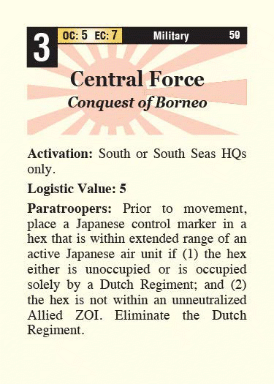 3
OC: 5 EC: 7 Military 59
Central Force
Conquest of Borneo
Activation: South or South Seas HQs
only.
Logistic Value: 5
Paratroopers: Prior to movement,
place a Japanese control marker in a
hex that is within extended range of an
active Japanese air unit if (1) the hex
either is unoccupied or is occupied
solely by a Dutch Regiment; and (2)
the hex is not within an unneutralized
Allied ZOI. Eliminate the Dutch
Regiment.